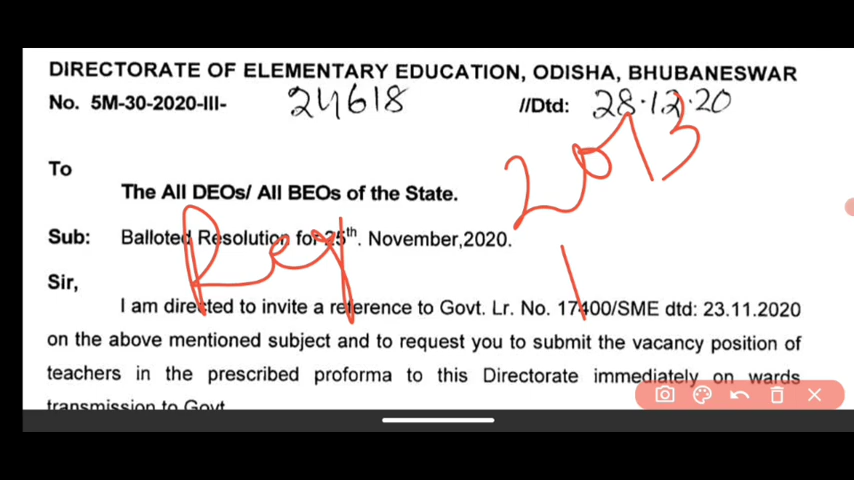 DIRECTORATE OF ELEMENTARY EDUCATION, ODISHA, BHUBANESWAR
No. 5M-30-2020-III- 24618 //Dtd: 28.12.20
2013
To
The All DEOs/ All BEOs of the State.
Sub: Balloted Resolution for 25th. November,2020.
Sir,
I am directed to invite a reference to Govt. Lr. No. 17400/SME dtd: 23.11.2020
on the above mentioned subject and to request you to submit the vacancy position of
teachers in the prescribed proforma to this Directorate immediately on wards
transmission to Govt